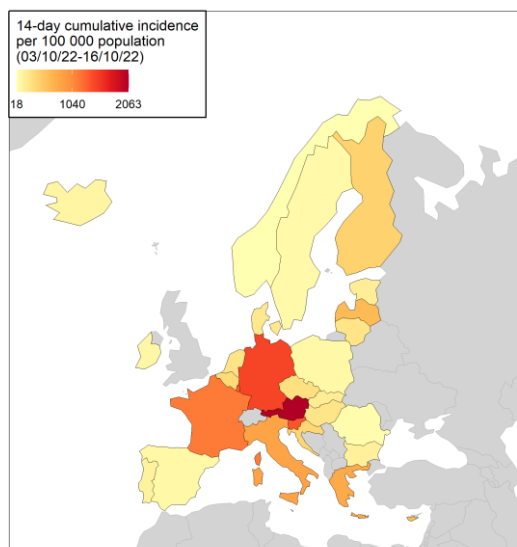 14-day cumulative incidence
per 100 000 population
(03/10/22-16/10/22)
18 1040 2063